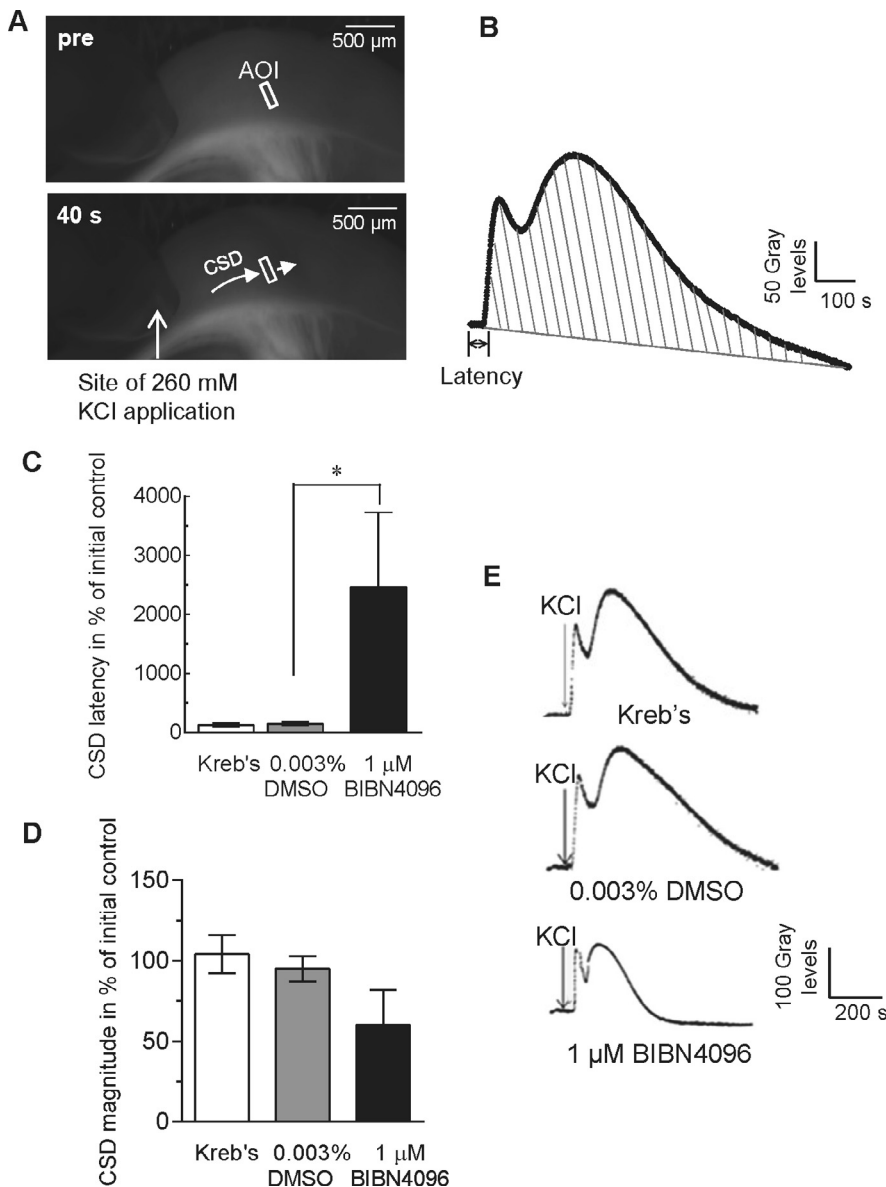 A
pre
500 µm
AOI
40 s
500 µm
CSD
Site of 260 mM
KCl application
B
50 Gray
levels
100 s
Latency
C
CSD latency in % of initial control
4000
3000
2000
1000
0
*
Kreb's
0.003%
DMSO
1 µM
BIBN4096
D
CSD magnitude in % of initial control
150
100
50
0
Kreb's
0.003%
DMSO
1 µM
BIBN4096
E
KCl
Kreb's
KCl
0.003% DMSO
KCl
1 µM BIBN4096
100 Gray
levels
200 s